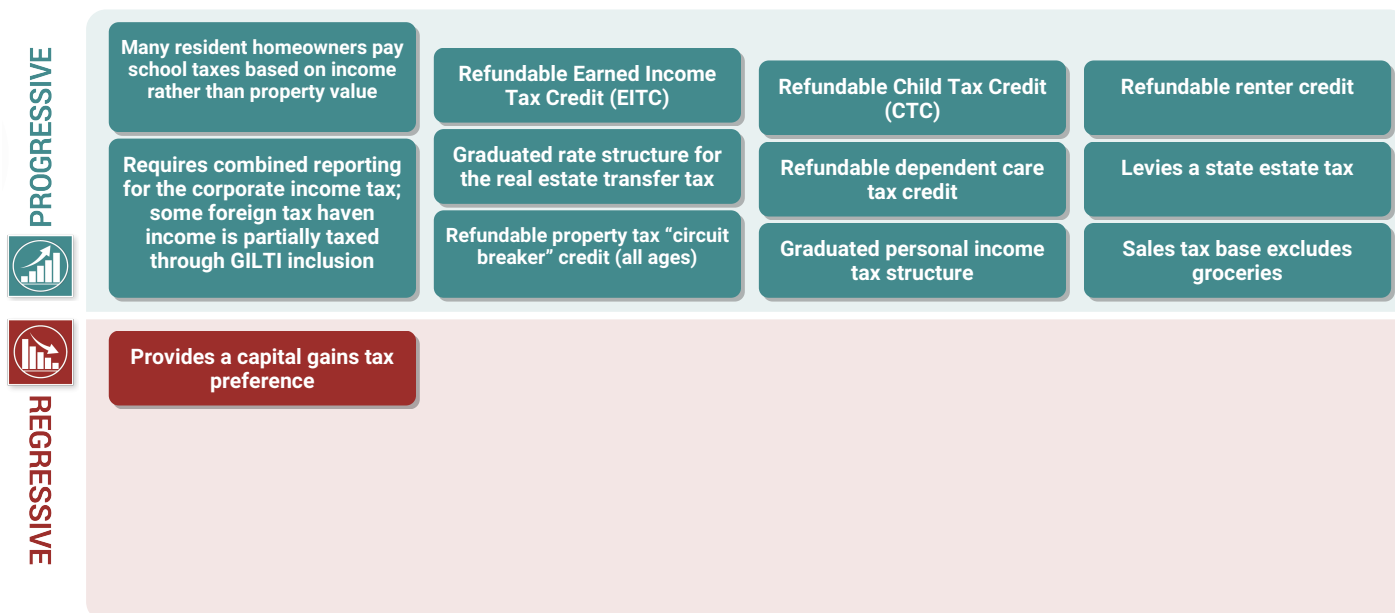 PROGRESSIVE
Many resident homeowners pay
school taxes based on income
rather than property value
Requires combined reporting
for the corporate income tax;
some foreign tax haven
income is partially taxed
through GILTI inclusion
Refundable Earned Income
Tax Credit (EITC)
Graduated rate structure for
the real estate transfer tax
Refundable property tax “circuit
breaker” credit (all ages)
Refundable Child Tax Credit
(CTC)
Refundable dependent care
tax credit
Graduated personal income
tax structure
Refundable renter credit
Levies a state estate tax
Sales tax base excludes
groceries
REGRESSIVE
Provides a capital gains tax
preference